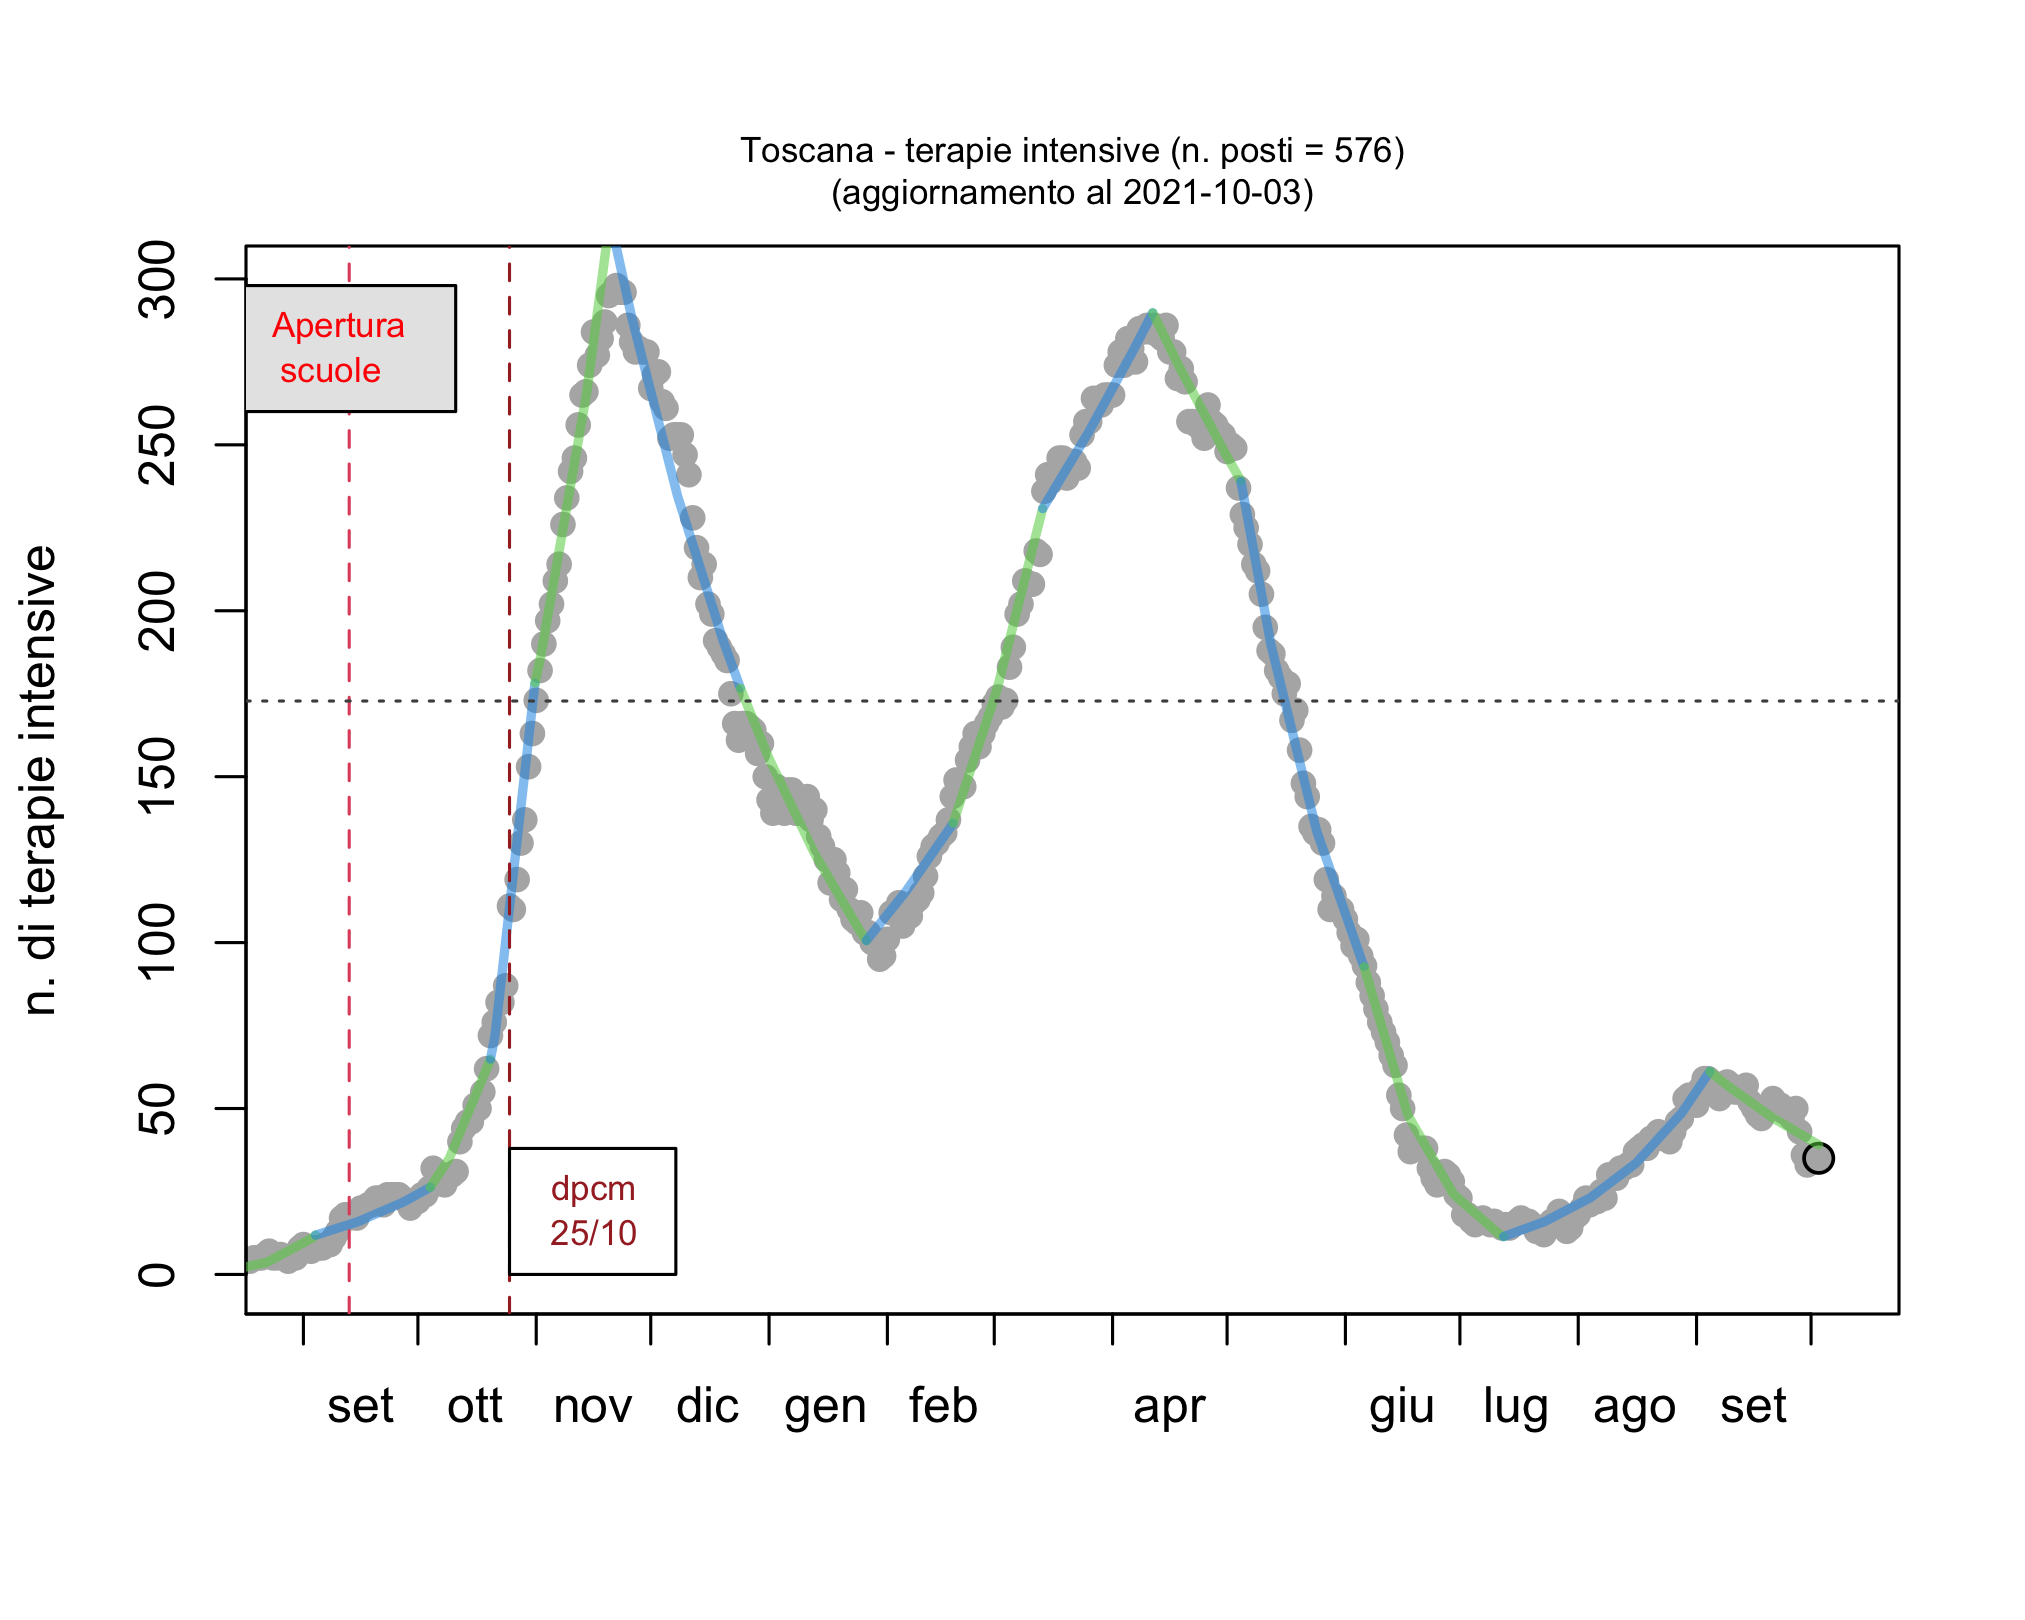 Toscana - terapie intensive (n. posti = 576)
(aggiornamento al 2021-10-03)
n. di terapie intensive
300
250
200
150
100
50
0
Apertura
scuole
dpcm
25/10
set ott nov dic gen feb apr giu lug ago set